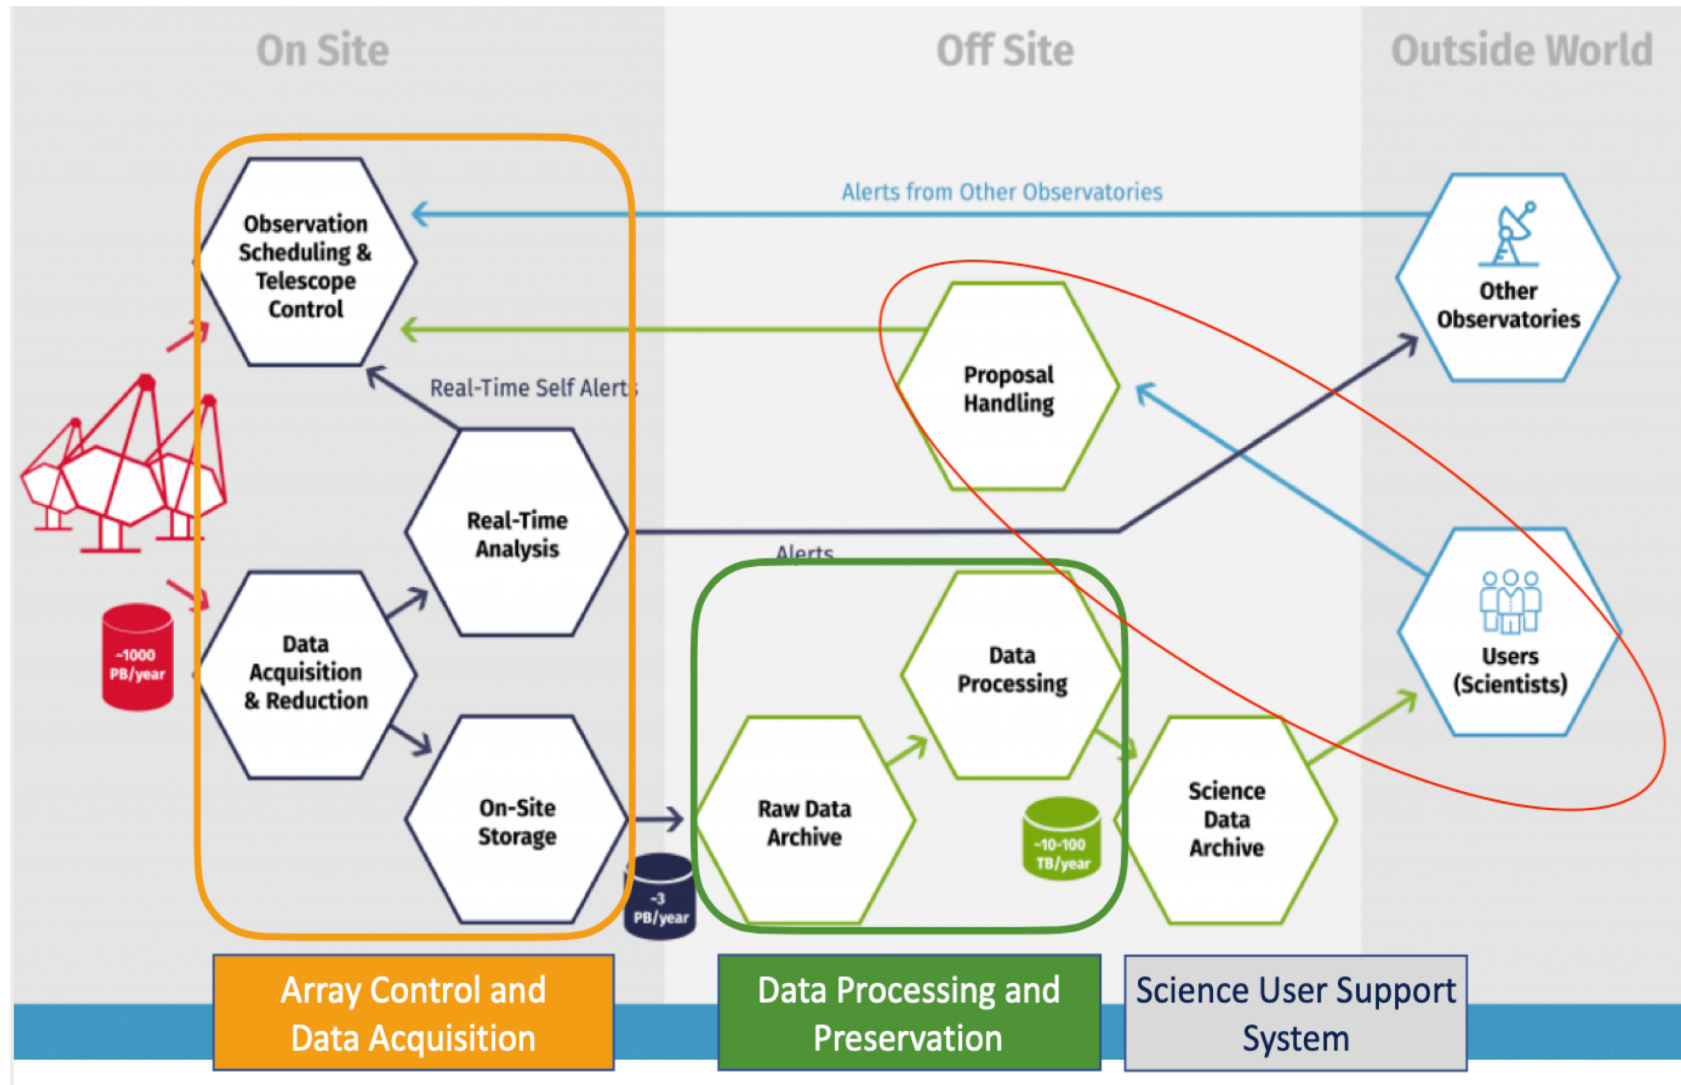 On Site
Off Site
Outside World
Observation
Scheduling &
Telescope
Control
Alerts from Other Observatories
Other
Observatories
Proposal
Handling
Real-Time Self Alerts
Real-Time
Analysis
Alerts
Users
(Scientists)
~1000
PB/year
Data
Acquisition
& Reduction
Data
Processing
On-Site
Storage
Raw Data
Archive
~10-100
TB/year
Science
Data
Archive
~3
PB/year
Array Control and
Data Acquisition
Data Processing and
Preservation
Science User Support
System